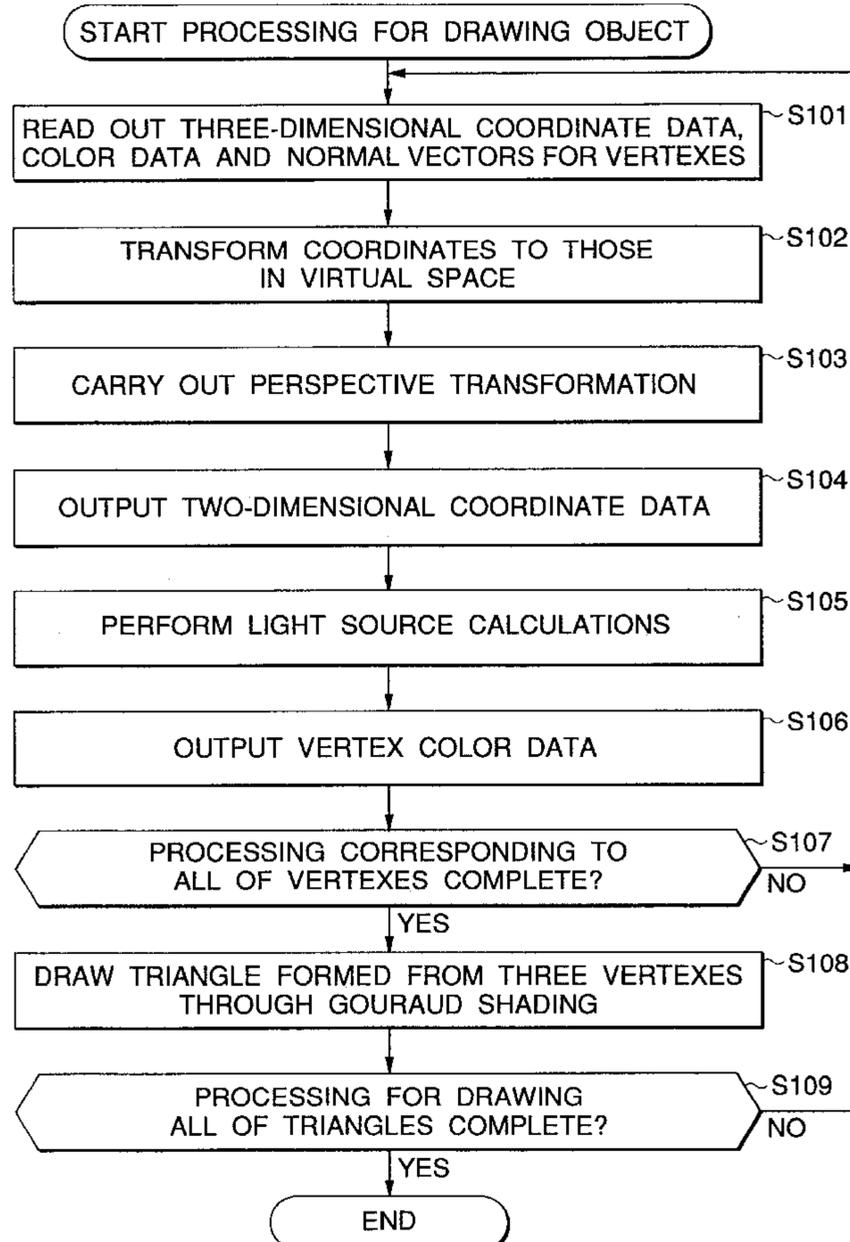 START PROCESSING FOR DRAWING OBJECT
S101
READ OUT THREE-DIMENSIONAL COORDINATE DATA,
COLOR DATA AND NORMAL VECTORS FOR VERTEXES
S102
TRANSFORM COORDINATES TO THOSE
IN VIRTUAL SPACE
S103
CARRY OUT PERSPECTIVE TRANSFORMATION
S104
OUTPUT TWO-DIMENSIONAL COORDINATE DATA
S105
PERFORM LIGHT SOURCE CALCULATIONS
S106
OUTPUT VERTEX COLOR DATA
S107
PROCESSING CORRESPONDING TO
ALL OF VERTEXES COMPLETE?
NO
YES
S108
DRAW TRIANGLE FORMED FROM THREE VERTEXES
THROUGH GOURAUD SHADING
S109
PROCESSING FOR DRAWING
ALL OF TRIANGLES COMPLETE?
NO
YES
END